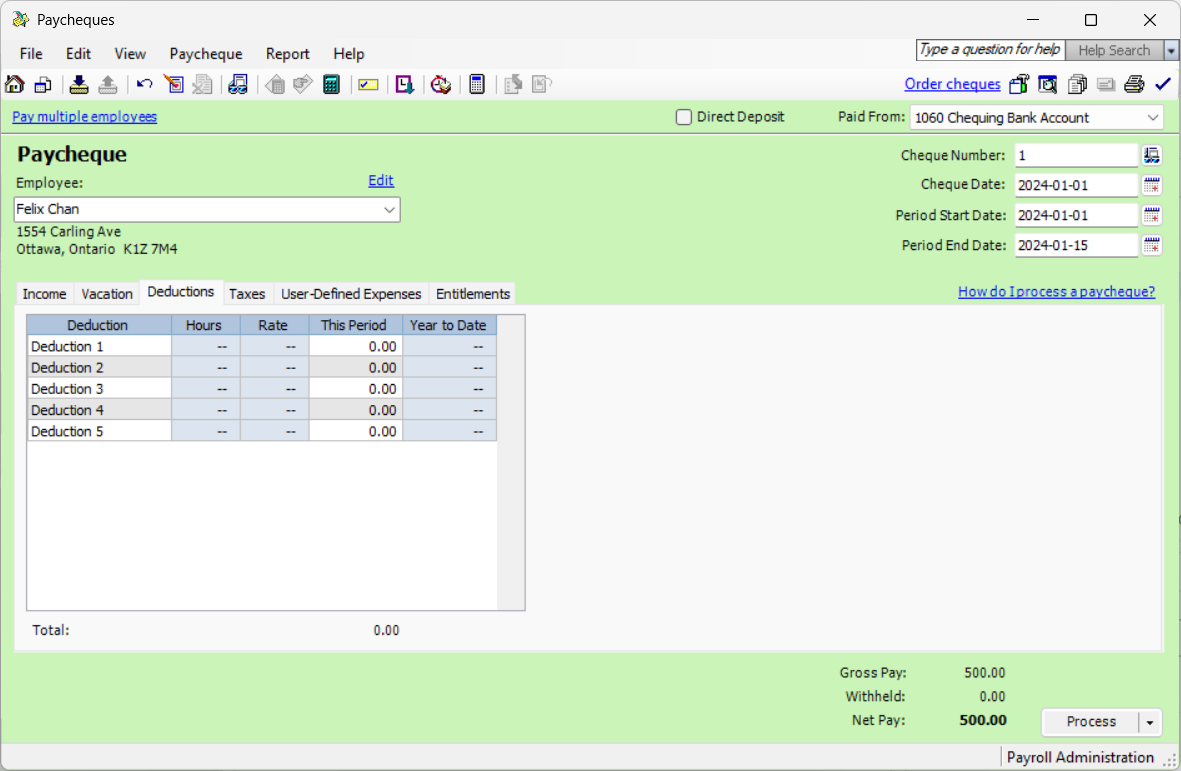 Paycheques
File Edit View Paycheque Report Help
Type a question for help Help Search
Order cheques
Pay multiple employees Direct Deposit Paid From: 1060 Chequing Bank Account
Paycheque
Cheque Number: 1
Employee: Edit
Cheque Date: 2024-01-01
Felix Chan
Period Start Date: 2024-01-01
1554 Carling Ave
Ottawa, Ontario K1Z 7M4
Period End Date: 2024-01-15
Income Vacation Deductions Taxes User-Defined Expenses Entitlements
How do I process a paycheque?
Deduction Hours Rate This Period Year to Date
Deduction 1 -- -- 0.00 --
Deduction 2 -- -- 0.00 --
Deduction 3 -- -- 0.00 --
Deduction 4 -- -- 0.00 --
Deduction 5 -- -- 0.00 --
Total: 0.00
Gross Pay: 500.00
Withheld: 0.00
Net Pay: 500.00
Process
Payroll Administration